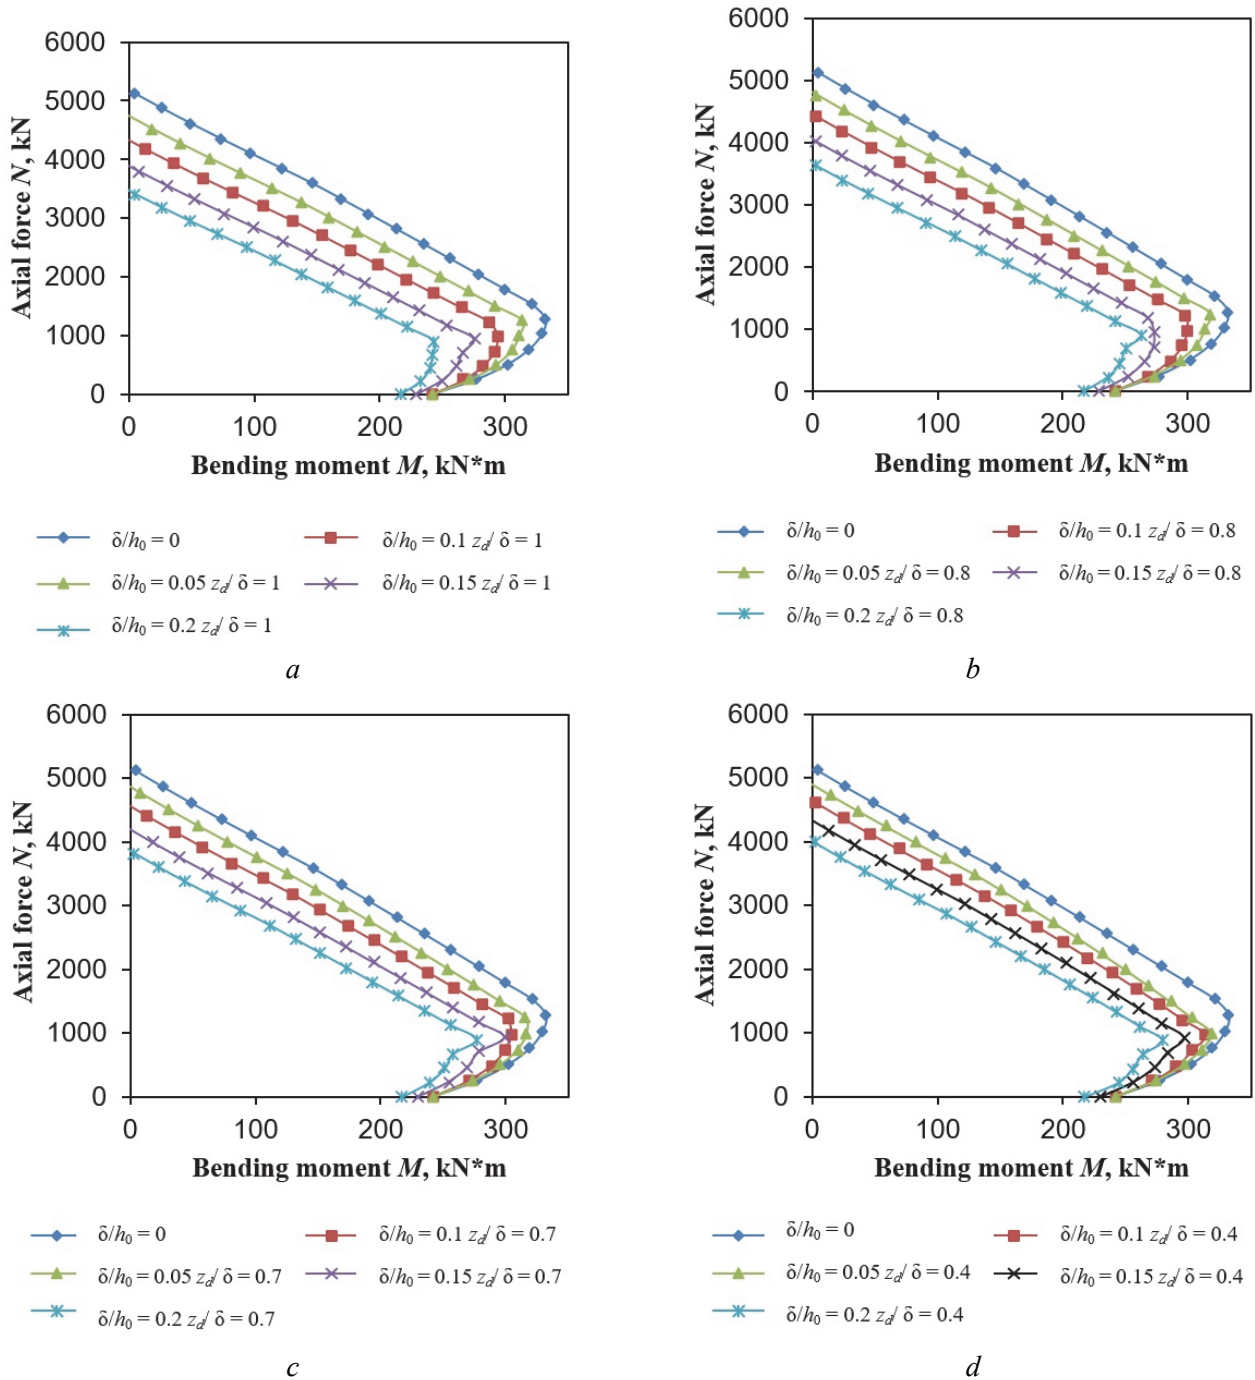 6000
5000
4000
3000
2000
1000
0
Axial force N, kN
0 100 200 300
Bending moment M, kN*m
δ/h0 = 0
δ/h0 = 0.1 zd/ δ = 1
δ/h0 = 0.05 zd/ δ = 1
δ/h0 = 0.15 zd/ δ = 1
δ/h0 = 0.2 zd/ δ = 1
a
6000
5000
4000
3000
2000
1000
0
Axial force N, kN
0 100 200 300
Bending moment M, kN*m
δ/h0 = 0
δ/h0 = 0.1 zd/ δ = 0.8
δ/h0 = 0.05 zd/ δ = 0.8
δ/h0 = 0.15 zd/ δ = 0.8
δ/h0 = 0.2 zd/ δ = 0.8
b
6000
5000
4000
3000
2000
1000
0
Axial force N, kN
0 100 200 300
Bending moment M, kN*m
δ/h0 = 0
δ/h0 = 0.1 zd/ δ = 0.7
δ/h0 = 0.05 zd/ δ = 0.7
δ/h0 = 0.15 zd/ δ = 0.7
δ/h0 = 0.2 zd/ δ = 0.7
c
6000
5000
4000
3000
2000
1000
0
Axial force N, kN
0 100 200 300
Bending moment M, kN*m
δ/h0 = 0
δ/h0 = 0.1 zd/ δ = 0.4
δ/h0 = 0.05 zd/ δ = 0.4
δ/h0 = 0.15 zd/ δ = 0.4
δ/h0 = 0.2 zd/ δ = 0.4
d